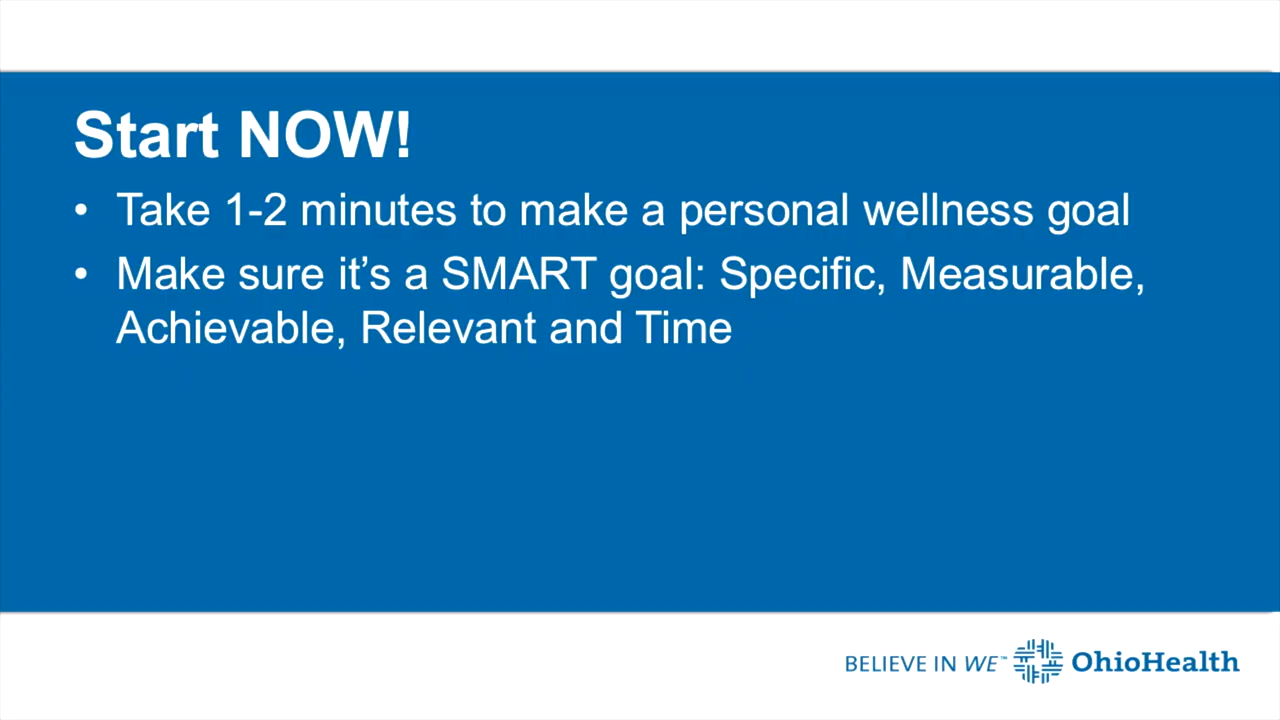 Start NOW!
• Take 1-2 minutes to make a personal wellness goal
• Make sure it’s a SMART goal: Specific, Measurable,
Achievable, Relevant and Time
BELIEVE IN WE™ OhioHealth